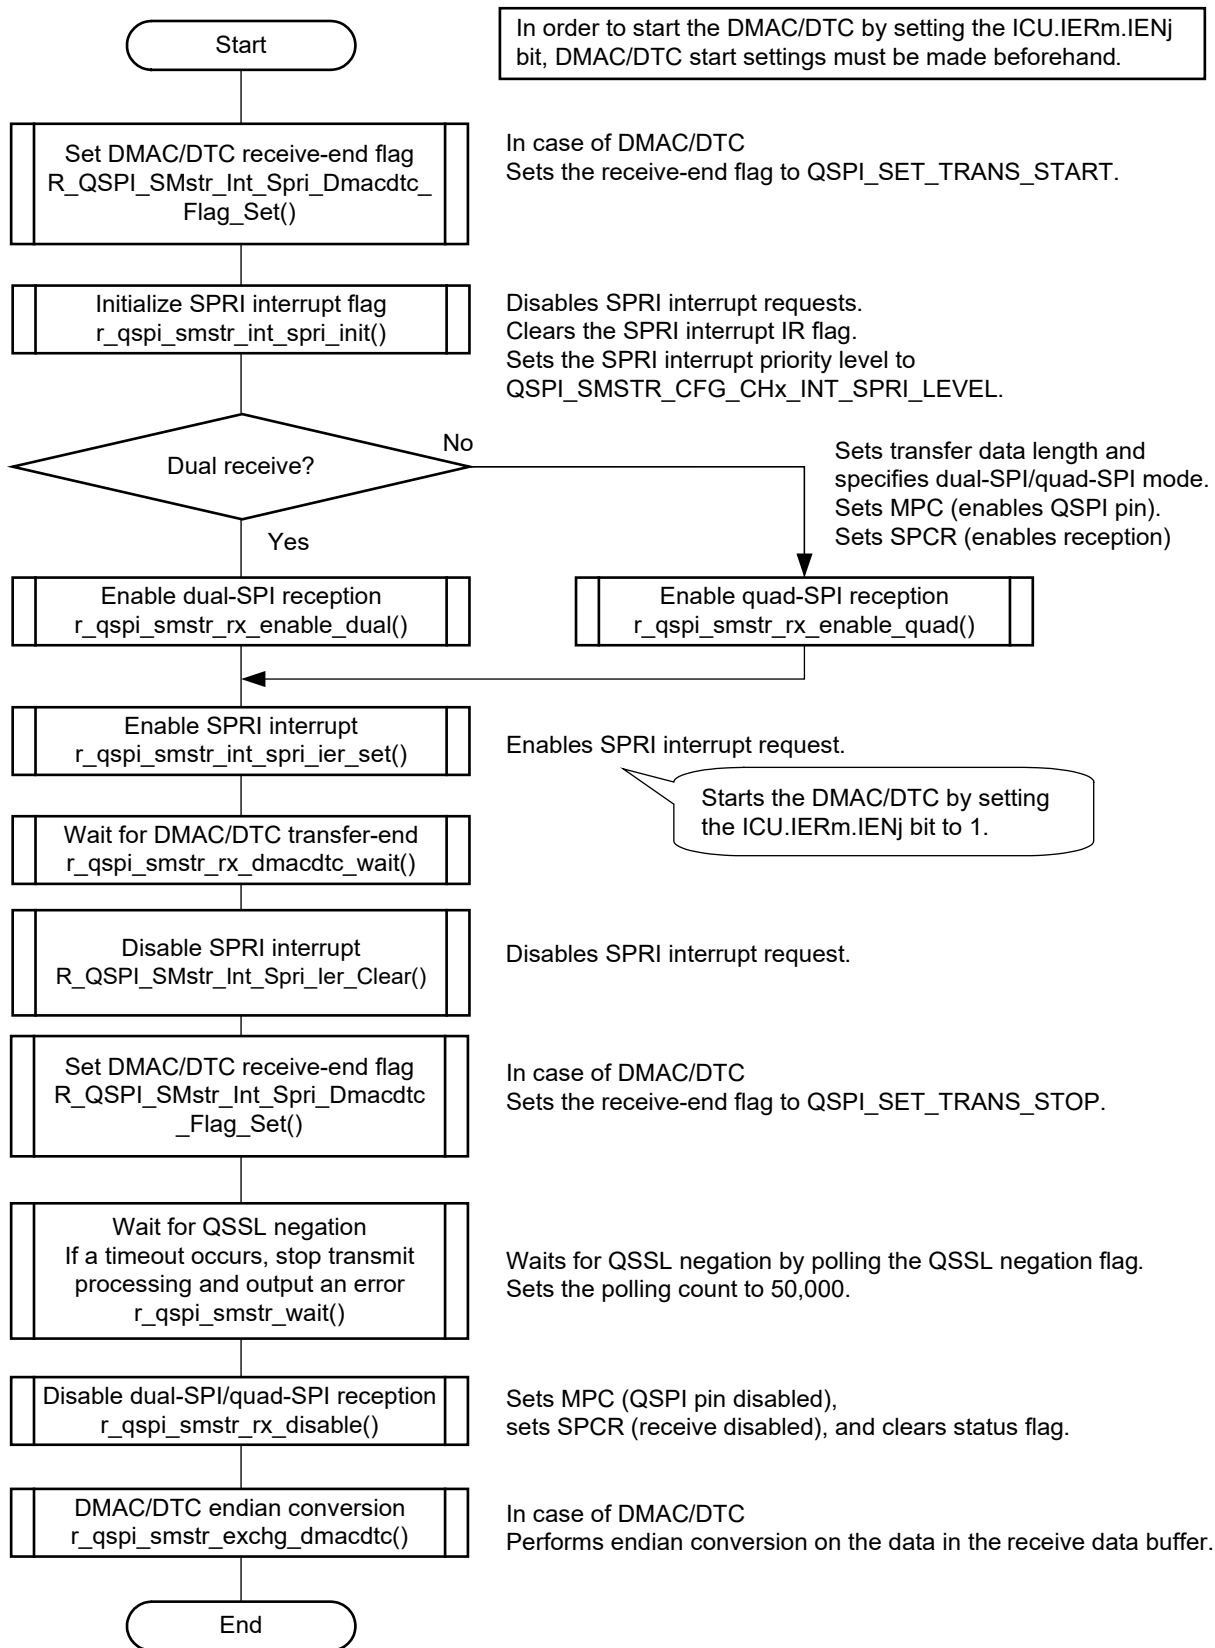 Start
In order to start the DMAC/DTC by setting the ICU.IERm.IENj
bit, DMAC/DTC start settings must be made beforehand.
Set DMAC/DTC receive-end flag
R_QSPI_SMstr_Int_Spri_Dmacdtc_
Flag_Set()
In case of DMAC/DTC
Sets the receive-end flag to QSPI_SET_TRANS_START.
Initialize SPRI interrupt flag
r_qspi_smstr_int_spri_init()
Disables SPRI interrupt requests.
Clears the SPRI interrupt IR flag.
Sets the SPRI interrupt priority level to
QSPI_SMSTR_CFG_CHx_INT_SPRI_LEVEL.
Dual receive?
No
Yes
Sets transfer data length and
specifies dual-SPI/quad-SPI mode.
Sets MPC (enables QSPI pin).
Sets SPCR (enables reception)
Enable dual-SPI reception
r_qspi_smstr_rx_enable_dual()
Enable quad-SPI reception
r_qspi_smstr_rx_enable_quad()
Enable SPRI interrupt
r_qspi_smstr_int_spri_ier_set()
Enables SPRI interrupt request.
Starts the DMAC/DTC by setting
the ICU.IERm.IENj bit to 1.
Wait for DMAC/DTC transfer-end
r_qspi_smstr_rx_dmacdtc_wait()
Disable SPRI interrupt
R_QSPI_SMstr_Int_Spri_Ier_Clear()
Disables SPRI interrupt request.
Set DMAC/DTC receive-end flag
R_QSPI_SMstr_Int_Spri_Dmacdtc
_Flag_Set()
In case of DMAC/DTC
Sets the receive-end flag to QSPI_SET_TRANS_STOP.
Wait for QSSL negation
If a timeout occurs, stop transmit
processing and output an error
r_qspi_smstr_wait()
Waits for QSSL negation by polling the QSSL negation flag.
Sets the polling count to 50,000.
Disable dual-SPI/quad-SPI reception
r_qspi_smstr_rx_disable()
Sets MPC (QSPI pin disabled),
sets SPCR (receive disabled), and clears status flag.
DMAC/DTC endian conversion
r_qspi_smstr_exchg_dmacdtc()
In case of DMAC/DTC
Performs endian conversion on the data in the receive data buffer.
End